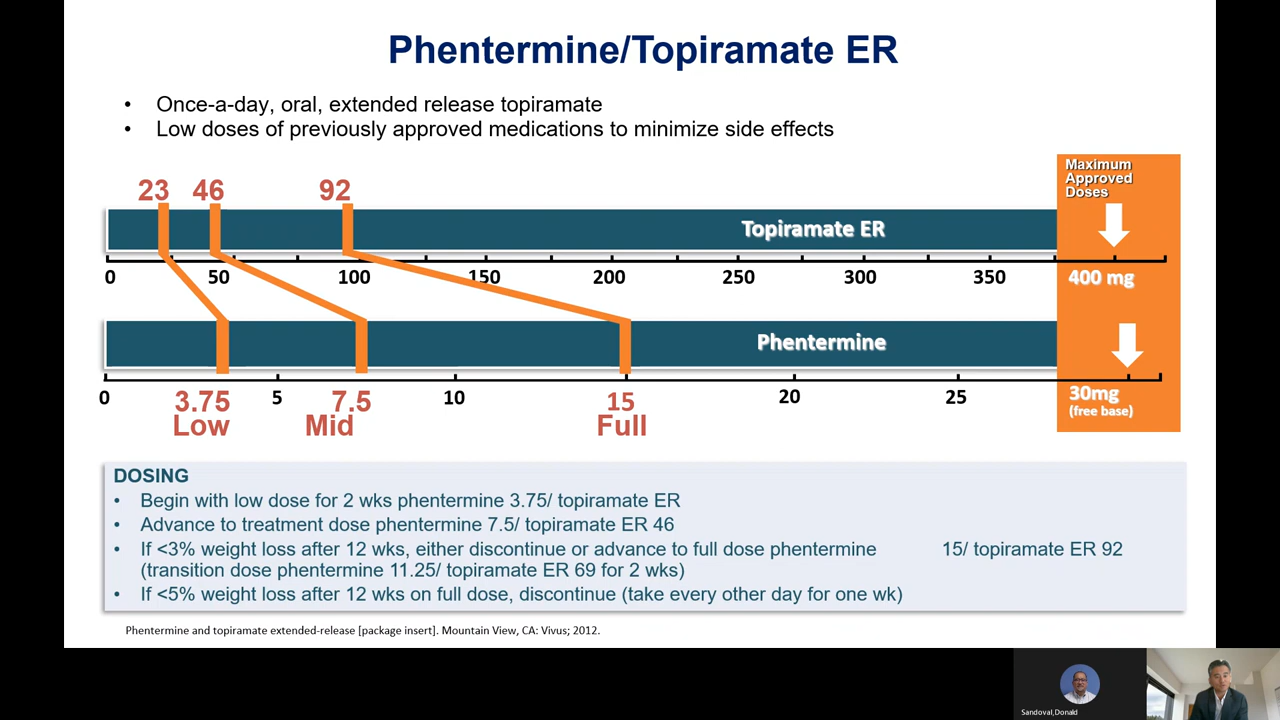 Phentermine/Topiramate ER
• Once-a-day, oral, extended release topiramate
• Low doses of previously approved medications to minimize side effects
Maximum
Approved
Doses
23 46 92
Topiramate ER
0 50 100 150 200 250 300 350 400 mg
Phentermine
0 5 10 20 25 30mg
(free base)
3.75 7.5 15
Low Mid Full
DOSING
• Begin with low dose for 2 wks phentermine 3.75/ topiramate ER
• Advance to treatment dose phentermine 7.5/ topiramate ER 46
• If <3% weight loss after 12 wks, either discontinue or advance to full dose phentermine 15/ topiramate ER 92
(transition dose phentermine 11.25/ topiramate ER 69 for 2 wks)
• If <5% weight loss after 12 wks on full dose, discontinue (take every other day for one wk)
Phentermine and topiramate extended-release [package insert]. Mountain View, CA: Vivus; 2012.
Sandoval,Donald